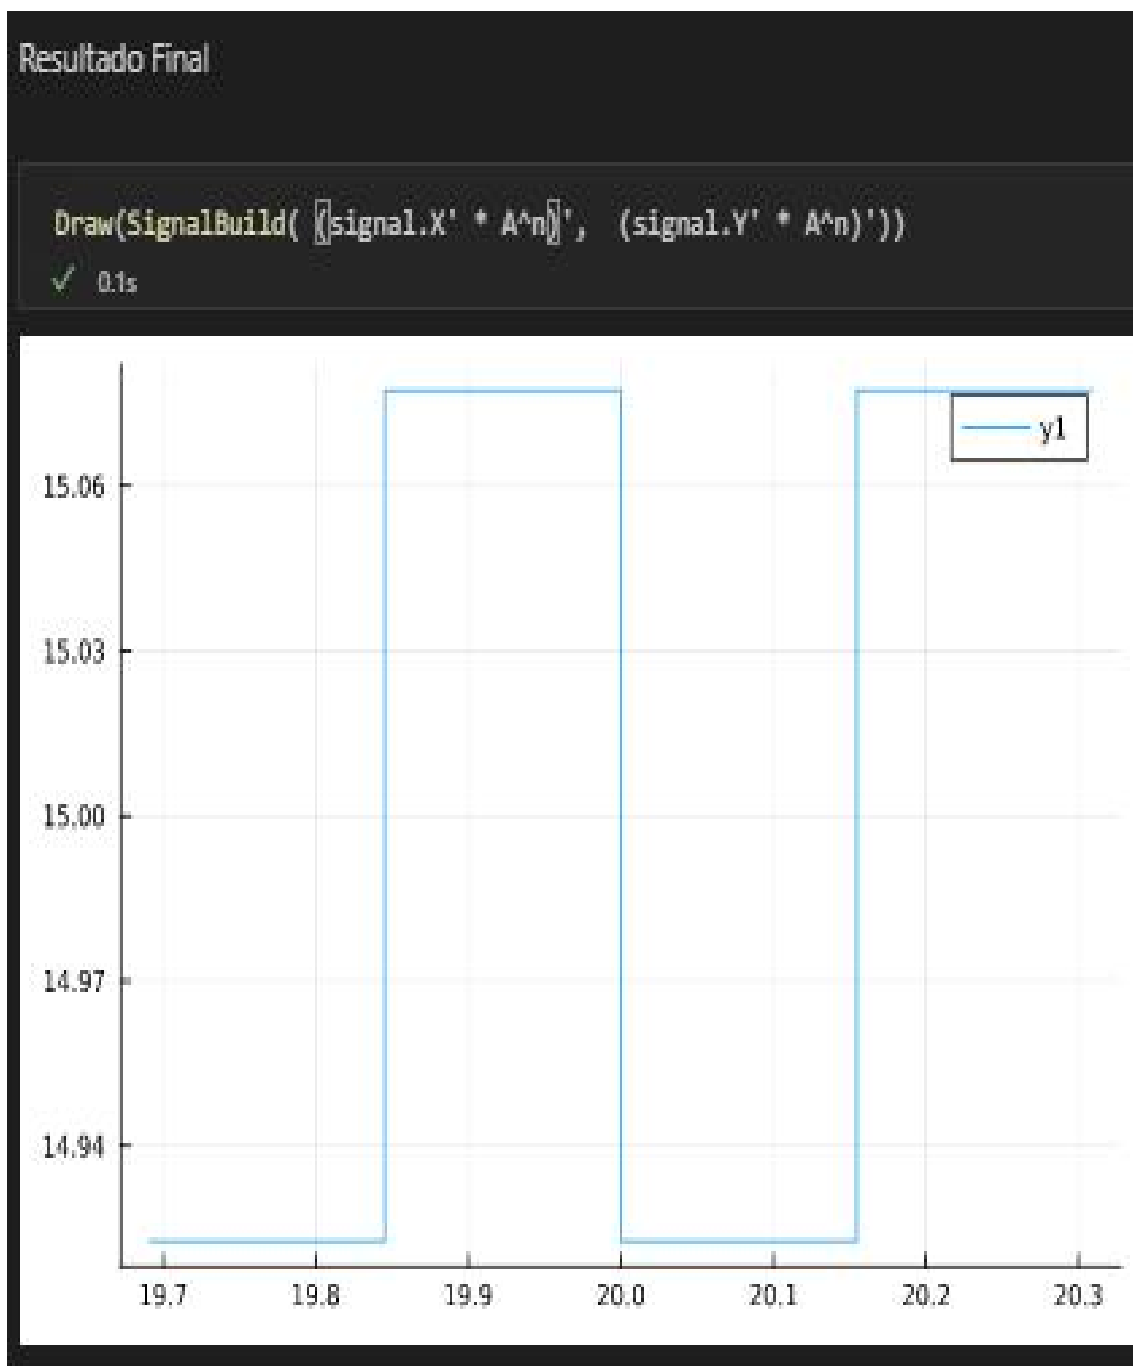 Resultado Final
Draw(SignalBuild( (signal.X' * A^n)',  (signal.Y' * A^n)'))
✓ 0.1s
y1
15.06
15.03
15.00
14.97
14.94
19.7 19.8 19.9 20.0 20.1 20.2 20.3